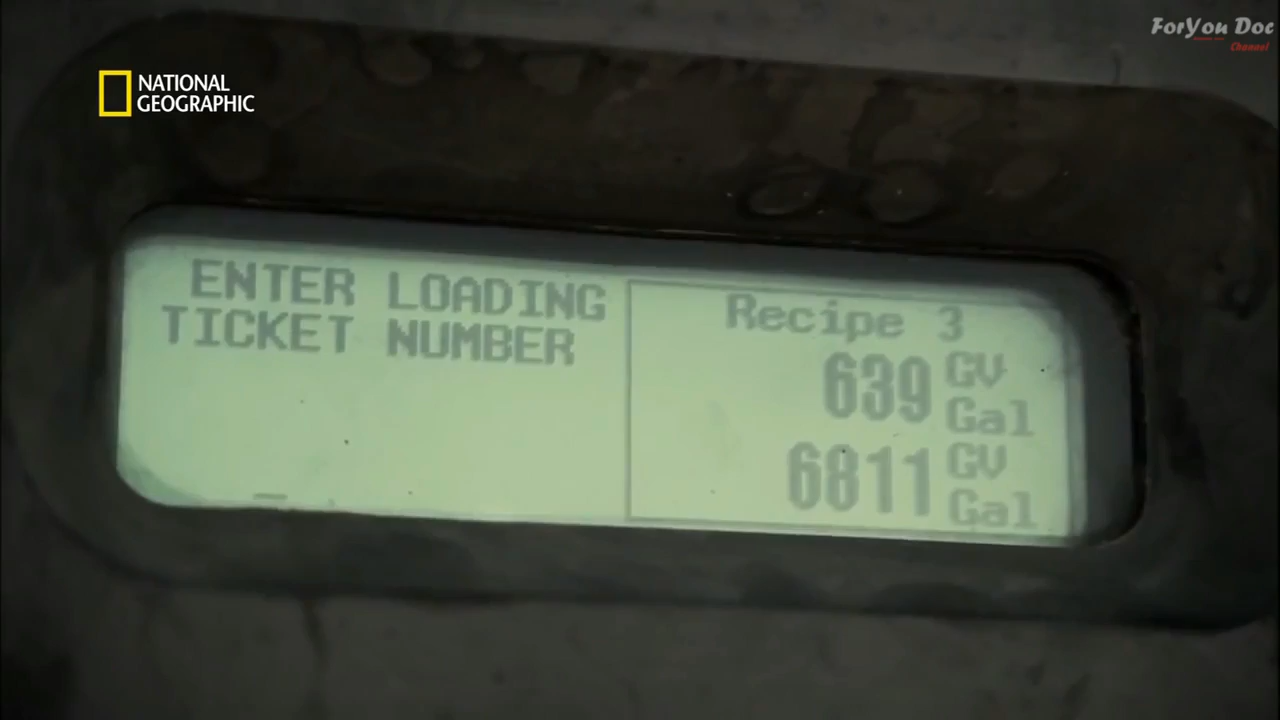 NATIONAL
GEOGRAPHIC
ForYou Doc
Channel
ENTER LOADING
TICKET NUMBER
Recipe 3
639 GV
Gal
6811 GV
Gal